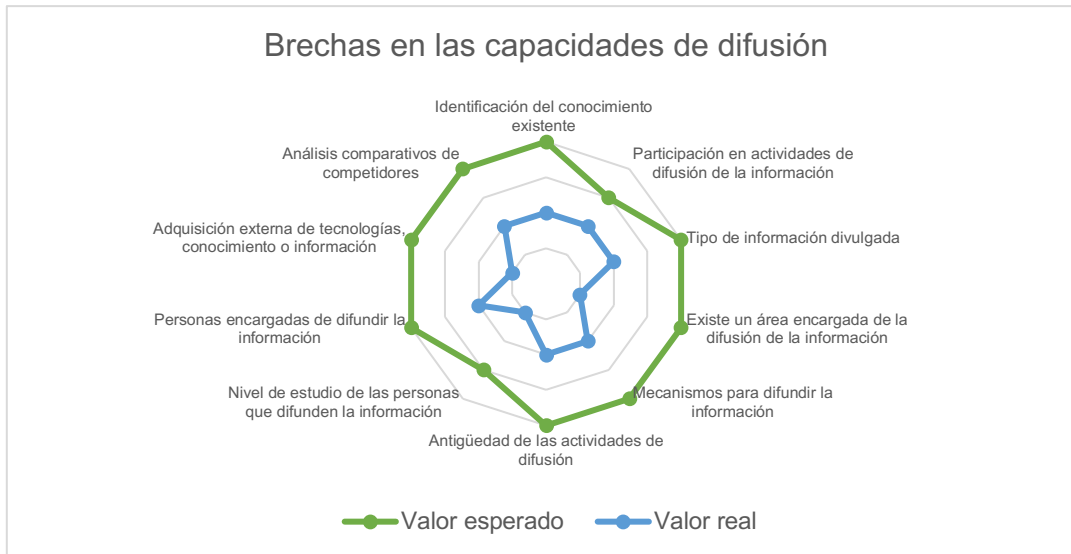 Brechas en las capacidades de difusión
Identificación del conocimiento
existente
Participación en actividades de
difusión de la información
Tipo de información divulgada
Existe un área encargada de la
difusión de la información
Mecanismos para difundir la
información
Antigüedad de las actividades de
difusión
Nivel de estudio de las personas
que difunden la información
Personas encargadas de difundir la
información
Adquisición externa de tecnologías,
conocimiento o información
Análisis comparativos de
competidores
Valor esperado
Valor real